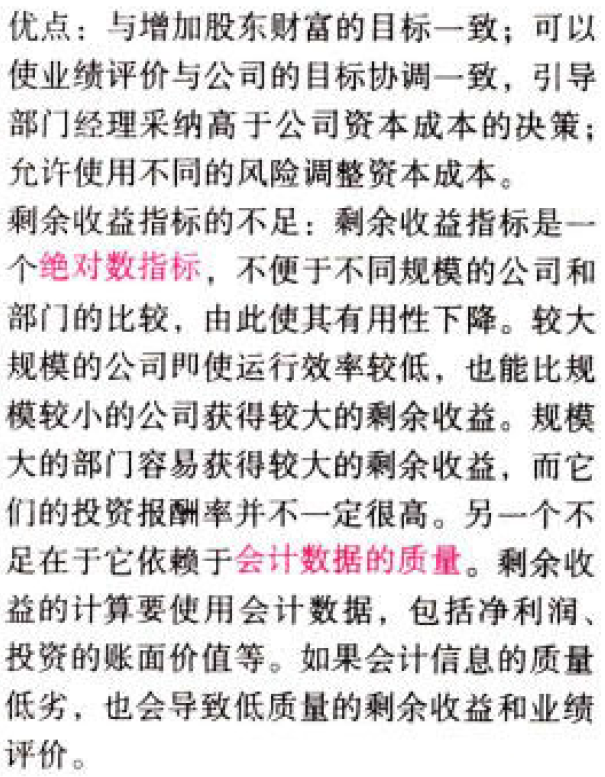 优点：与增加股东财富的目标一致；可以
使业绩评价与公司的目标协调一致，引导
部门经理采纳高于公司资本成本的决策；
允许使用不同的风险调整资本成本。
剩余收益指标的不足：剩余收益指标是一
个绝对数指标，不便于不同规模的公司和
部门的比较，由此使其有用性下降。较大
规模的公司即使运行效率较低，也能比规
模较小的公司获得较大的剩余收益。规模
大的部门容易获得较大的剩余收益，而它
们的投资报酬率并不一定很高。另一个不
足在于它依赖于会计数据的质量。剩余收
益的计算要使用会计数据，包括净利润、
投资的账面价值等。如果会计信息的质量
低劣，也会导致低质量的剩余收益和业绩
评价。